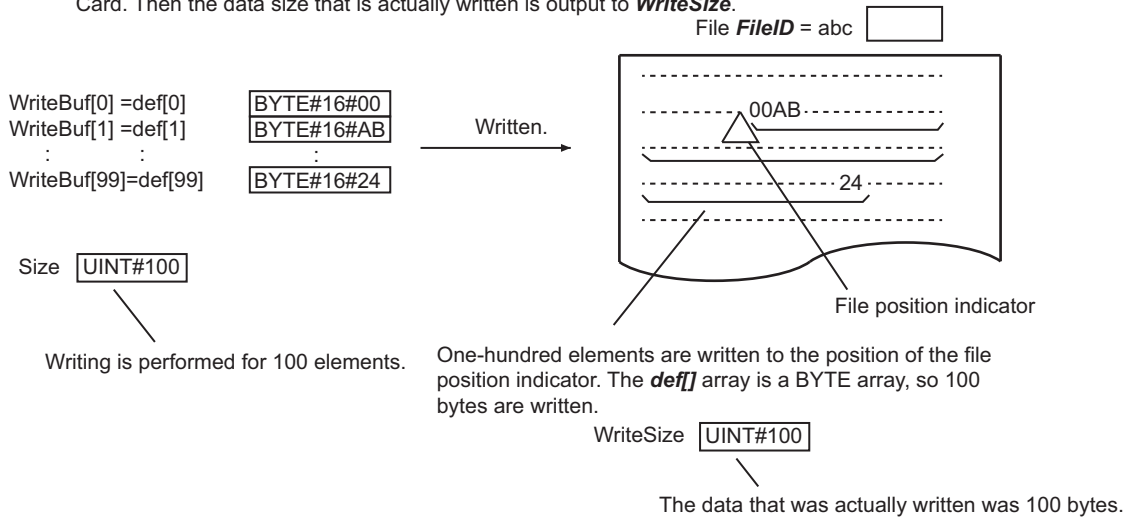 Card. Then the data size that is actually written is output to WriteSize.
File FileID = abc
WriteBuf[0] =def[0] BYTE#16#00
WriteBuf[1] =def[1] BYTE#16#AB
: : :
WriteBuf[99]=def[99] BYTE#16#24
Written.
00AB
24
Size UINT#100
File position indicator
Writing is performed for 100 elements.
One-hundred elements are written to the position of the file
position indicator. The def[] array is a BYTE array, so 100
bytes are written.
WriteSize UINT#100
The data that was actually written was 100 bytes.